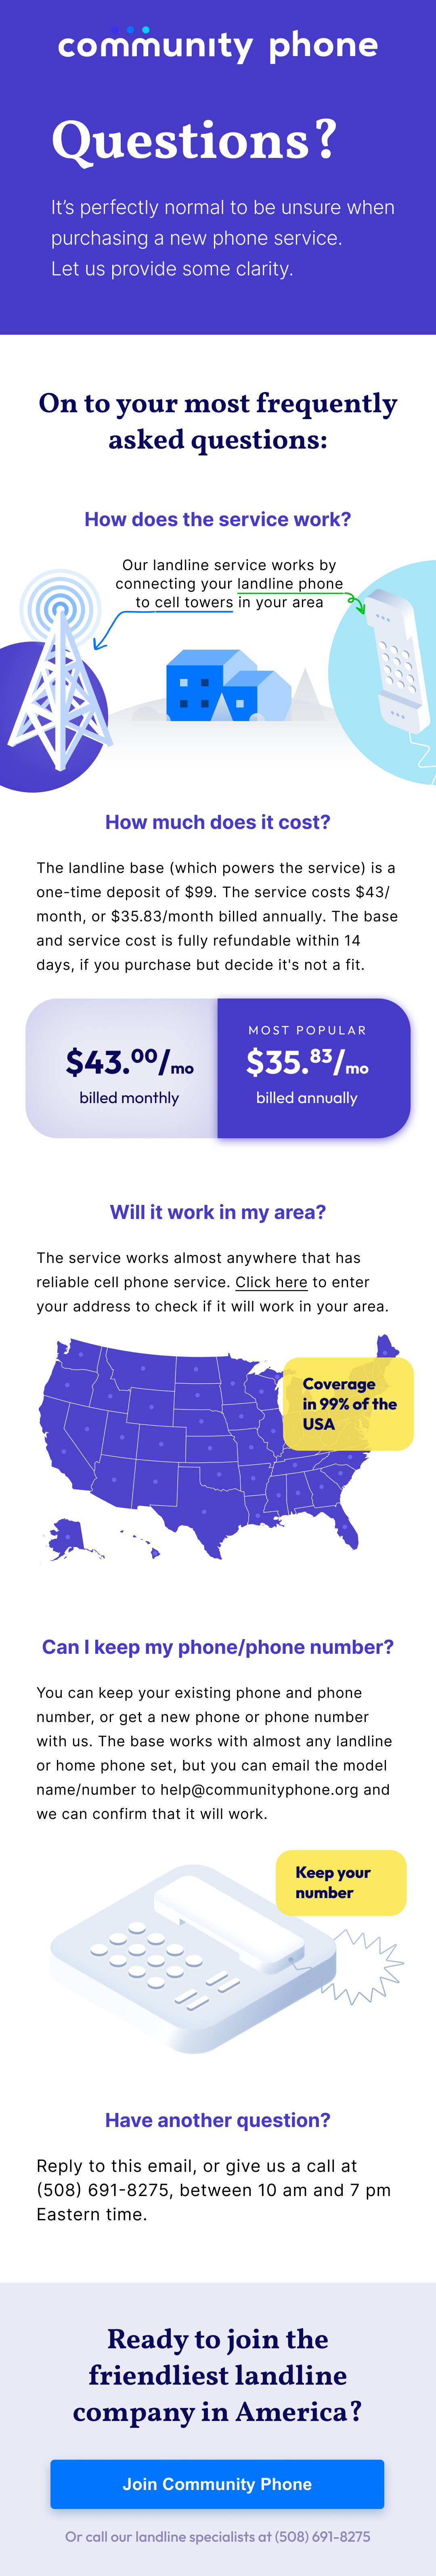 community phone
Questions?
It's perfectly normal to be unsure when
purchasing a new phone service.
Let us provide some clarity.
On to your most frequently
asked questions:
How does the service work?
Our landline service works by
connecting your landline phone
to cell towers in your area
How much does it cost?
The landline base (which powers the service) is a
one-time deposit of $99. The service costs $43/
month, or $35.83/month billed annually. The base
and service cost is fully refundable within 14
days, if you purchase but decide it's not a fit.
$43.00/mo
billed monthly
MOST POPULAR
$35.83/mo
billed annually
Will it work in my area?
The service works almost anywhere that has
reliable cell phone service. Click here to enter
your address to check if it will work in your area.
Coverage
in 99% of the
USA
Can I keep my phone/phone number?
You can keep your existing phone and phone
number, or get a new phone or phone number
with us. The base works with almost any landline
or home phone set, but you can email the model
name/number to help@communityphone.org and
we can confirm that it will work.
Keep your
number
Have another question?
Reply to this email, or give us a call at
(508) 691-8275, between 10 am and 7 pm
Eastern time.
Ready to join the
friendliest landline
company in America?
Join Community Phone
Or call our landline specialists at (508) 691-8275